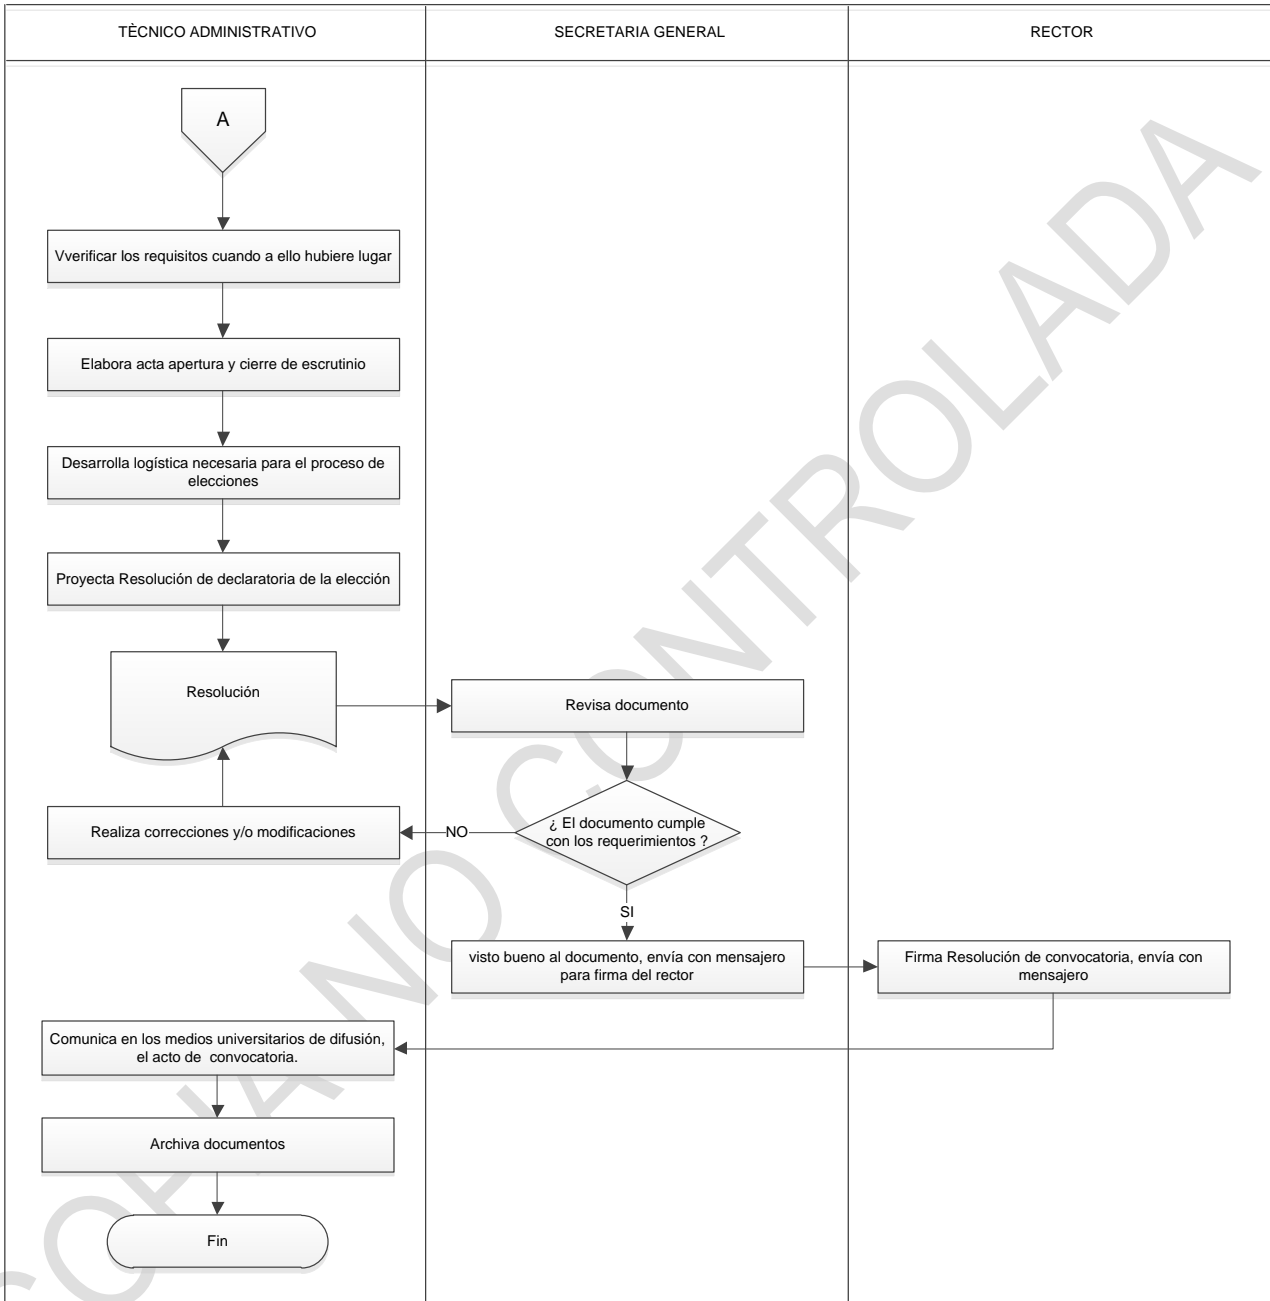 TÈCNICO ADMINISTRATIVO
SECRETARIA GENERAL
RECTOR
A
Vverificar los requisitos cuando a ello hubiere lugar
Elabora acta apertura y cierre de escrutinio
Desarrolla logística necesaria para el proceso de
elecciones
Proyecta Resolución de declaratoria de la elección
Resolución
Revisa documento
¿ El documento cumple
con los requerimientos ?
NO
Realiza correcciones y/o modificaciones
SI
visto bueno al documento, envía con mensajero
para firma del rector
Firma Resolución de convocatoria, envía con
mensajero
Comunica en los medios universitarios de difusión,
el acto de  convocatoria.
Archiva documentos
Fin
COPIA NO CONTROLADA